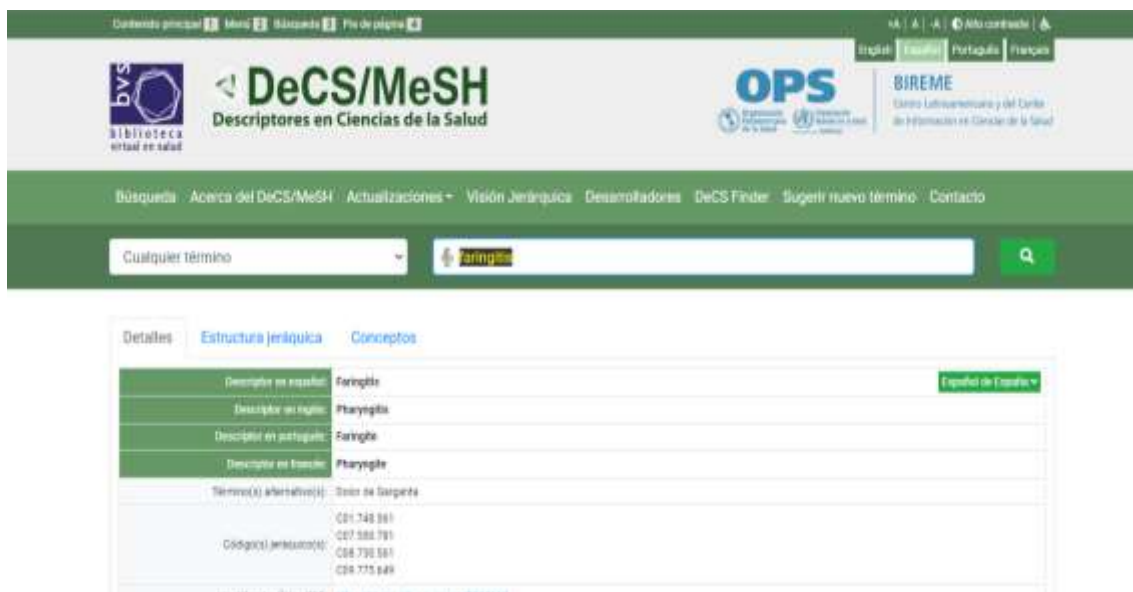 Contenido principal 1 Menú 2 Búsqueda 3 Pie de página 4
+A | A | -A | Alto contraste |
English Español Português Français
bvs
biblioteca
virtual en salud
DeCS/MeSH
Descriptores en Ciencias de la Salud
OPS
BIREME
Centro Latinoamericano y del Caribe
de Información en Ciencias de la Salud
Búsqueda Acerca del DeCS/MeSH Actualizaciones Visión Jerárquica Desarrolladores DeCS Finder Sugerir nuevo término Contacto
Cualquier término
faringitis
Detalles Estructura jerárquica Conceptos
Descriptor en español: Faringitis Español de España
Descriptor en inglés: Pharyngitis
Descriptor en portugués: Faringite
Descriptor en francés: Pharyngite
Término(s) alternativo(s): Dolor de Garganta
C01.748.561
Código(s) jerárquico(s): C07.550.781
C08.730.561
C09.775.649